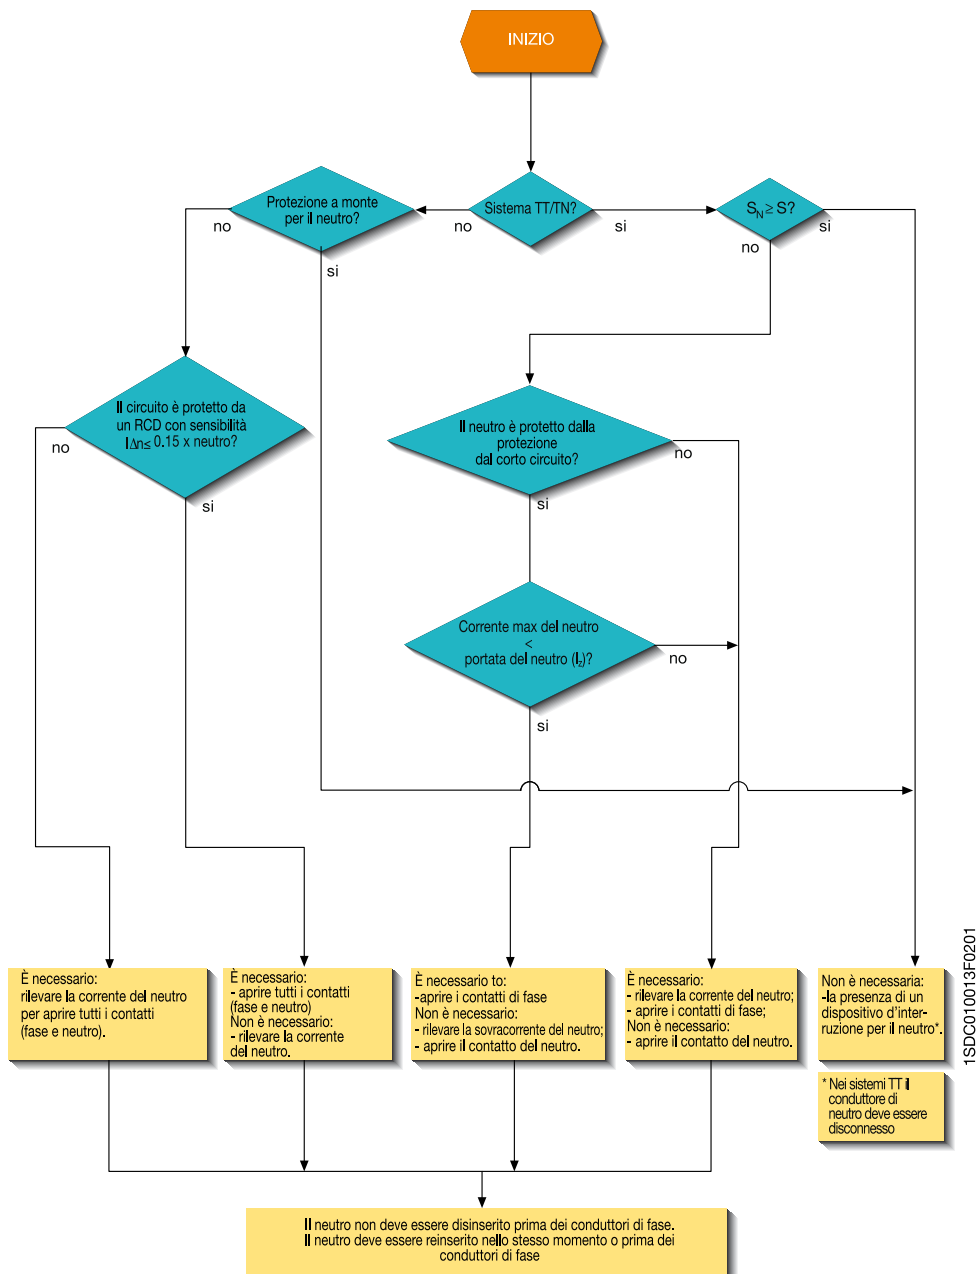 INIZIO
Protezione a monte
per il neutro?
Sistema TT/TN?
S_N ≥ S?
no
no
si
si
no
si
Il circuito è protetto da
un RCD con sensibilità
I∆n≤ 0.15 x neutro?
no
si
Il neutro è protetto dalla
protezione
dal corto circuito?
no
si
Corrente max del neutro
<
portata del neutro (I_z)?
no
si
È necessario:
rilevare la corrente del neutro
per aprire tutti i contatti
(fase e neutro).
È necessario:
- aprire tutti i contatti
(fase e neutro)
Non è necessario:
- rilevare la corrente
del neutro.
È necessario to:
-aprire i contatti di fase
Non è necessario:
- rilevare la sovracorrente del neutro;
- aprire il contatto del neutro.
È necessario:
- rilevare la corrente del neutro;
- aprire i contatti di fase;
Non è necessario:
- aprire il contatto del neutro.
Non è necessaria:
-la presenza di un
dispositivo d'inter-
ruzione per il neutro*.
* Nei sistemi TT il
conduttore di
neutro deve essere
disconnesso
Il neutro non deve essere disinserito prima dei conduttori di fase.
Il neutro deve essere reinserito nello stesso momento o prima dei
conduttori di fase
1SDC010013F0201